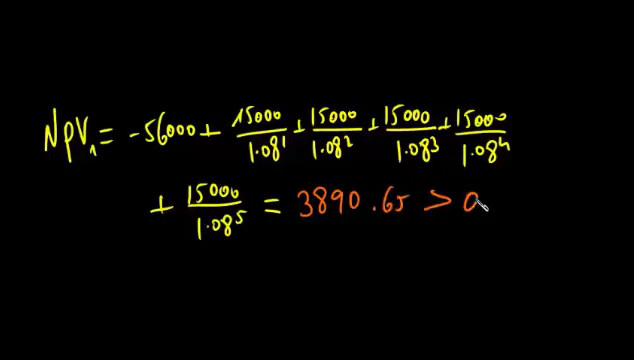 NPV₁ = -56000 + 15000/1.08¹ + 15000/1.08² + 15000/1.08³ + 15000/1.08⁴
+ 15000/1.08⁵ = 3890.65 > 0